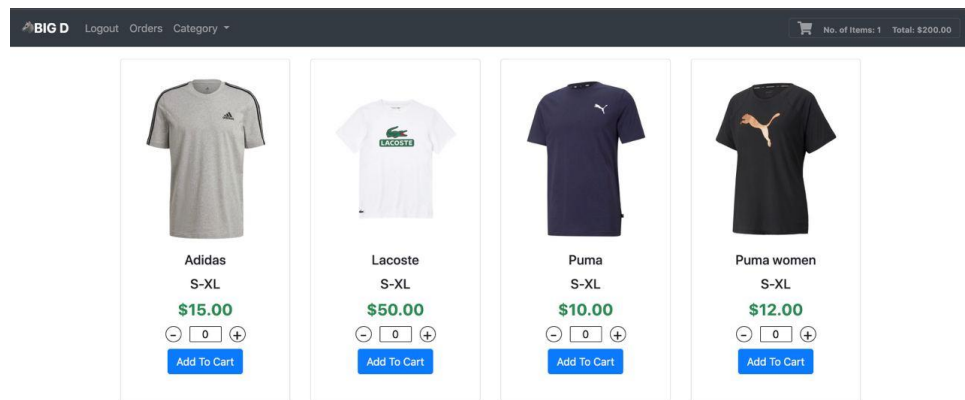 BIG D Logout Orders Category No. of Items: 1 Total: $200.00
LACOSTE
Adidas Lacoste Puma Puma women
S-XL S-XL S-XL S-XL
$15.00 $50.00 $10.00 $12.00
- 0 + - 0 + - 0 + - 0 +
Add To Cart Add To Cart Add To Cart Add To Cart